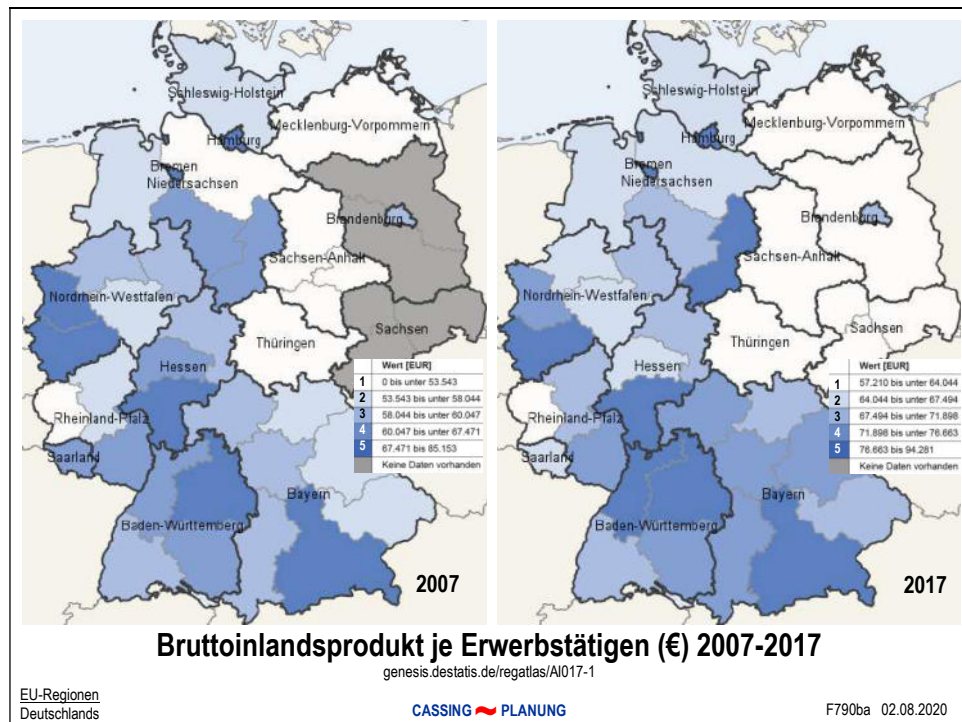 Schleswig-Holstein
Mecklenburg-Vorpommern
Hamburg
Bremen
Niedersachsen
Brandenburg
Sachsen-Anhalt
Nordrhein-Westfalen
Sachsen
Thüringen
Hessen
Rheinland-Pfalz
Saarland
Bayern
Baden-Württemberg
Wert [EUR]
1 0 bis unter 53.543
2 53.543 bis unter 58.044
3 58.044 bis unter 60.047
4 60.047 bis unter 67.471
5 67.471 bis 85.153
Keine Daten vorhanden
2007
Schleswig-Holstein
Mecklenburg-Vorpommern
Hamburg
Bremen
Niedersachsen
Brandenburg
Sachsen-Anhalt
Nordrhein-Westfalen
Sachsen
Thüringen
Hessen
Rheinland-Pfalz
Saarland
Bayern
Baden-Württemberg
Wert [EUR]
1 57.210 bis unter 64.044
2 64.044 bis unter 67.494
3 67.494 bis unter 71.898
4 71.898 bis unter 76.663
5 76.663 bis 94.281
Keine Daten vorhanden
2017
Bruttoinlandsprodukt je Erwerbstätigen (€) 2007-2017
genesis.destatis.de/regatlas/AI017-1
EU-Regionen
Deutschlands
CASSING PLANUNG
F790ba 02.08.2020